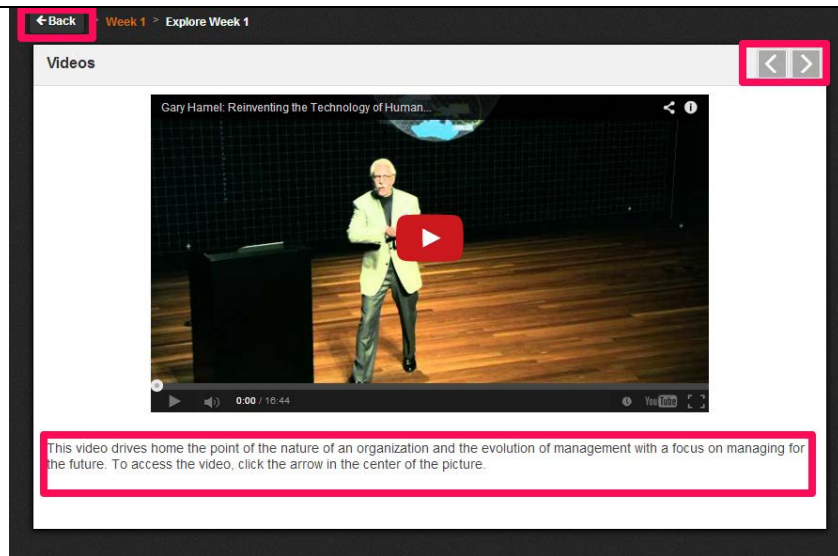 Back > Week 1 > Explore Week 1
Videos
Gary Hamel: Reinventing the Technology of Human...
0:00 / 16:44 YouTube
This video drives home the point of the nature of an organization and the evolution of management with a focus on managing for
the future. To access the video, click the arrow in the center of the picture.